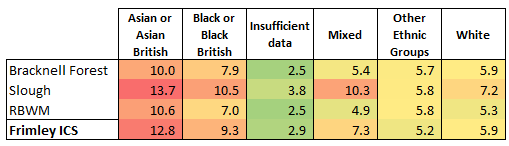 Asian or Asian British Black or Black British Insufficient data Mixed Other Ethnic Groups White
Bracknell Forest 10.0 7.9 2.5 5.4 5.7 5.9
Slough 13.7 10.5 3.8 10.3 5.8 7.2
RBWM 10.6 7.0 2.5 4.9 5.8 5.3
Frimley ICS 12.8 9.3 2.9 7.3 5.2 5.9